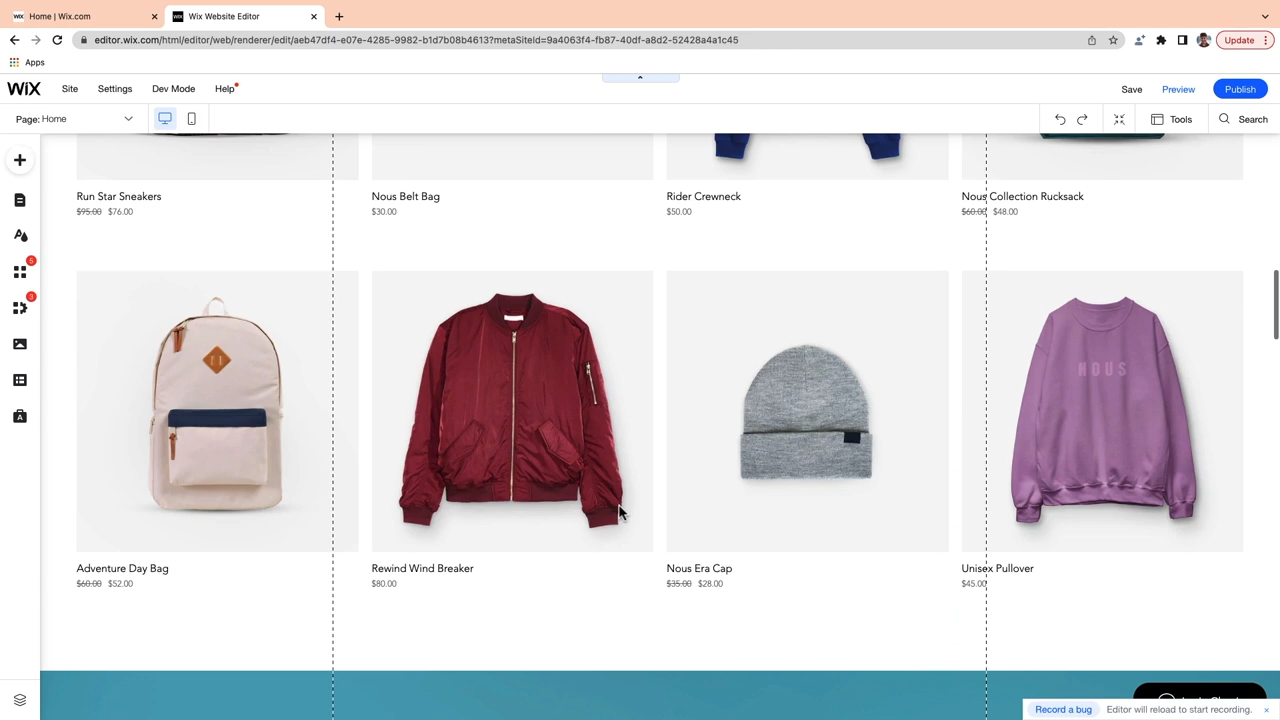 Home | Wix.com
Wix Website Editor
editor.wix.com/html/editor/web/renderer/edit/aeb47df4-e07e-4285-9982-b1d7b08b4613?metaSiteId=9a4063f4-fb87-40df-a8d2-52428a4a1c45
Update
Apps
WiX Site Settings Dev Mode Help Save Preview Publish
Page: Home Tools Search
5
3
Run Star Sneakers
$95.00 $76.00
Nous Belt Bag
$30.00
Rider Crewneck
$50.00
Nous Collection Rucksack
$60.00 $48.00
NOUS
Adventure Day Bag
$60.00 $52.00
Rewind Wind Breaker
$80.00
Nous Era Cap
$35.00 $28.00
Unisex Pullover
$45.00
Record a bug Editor will reload to start recording.